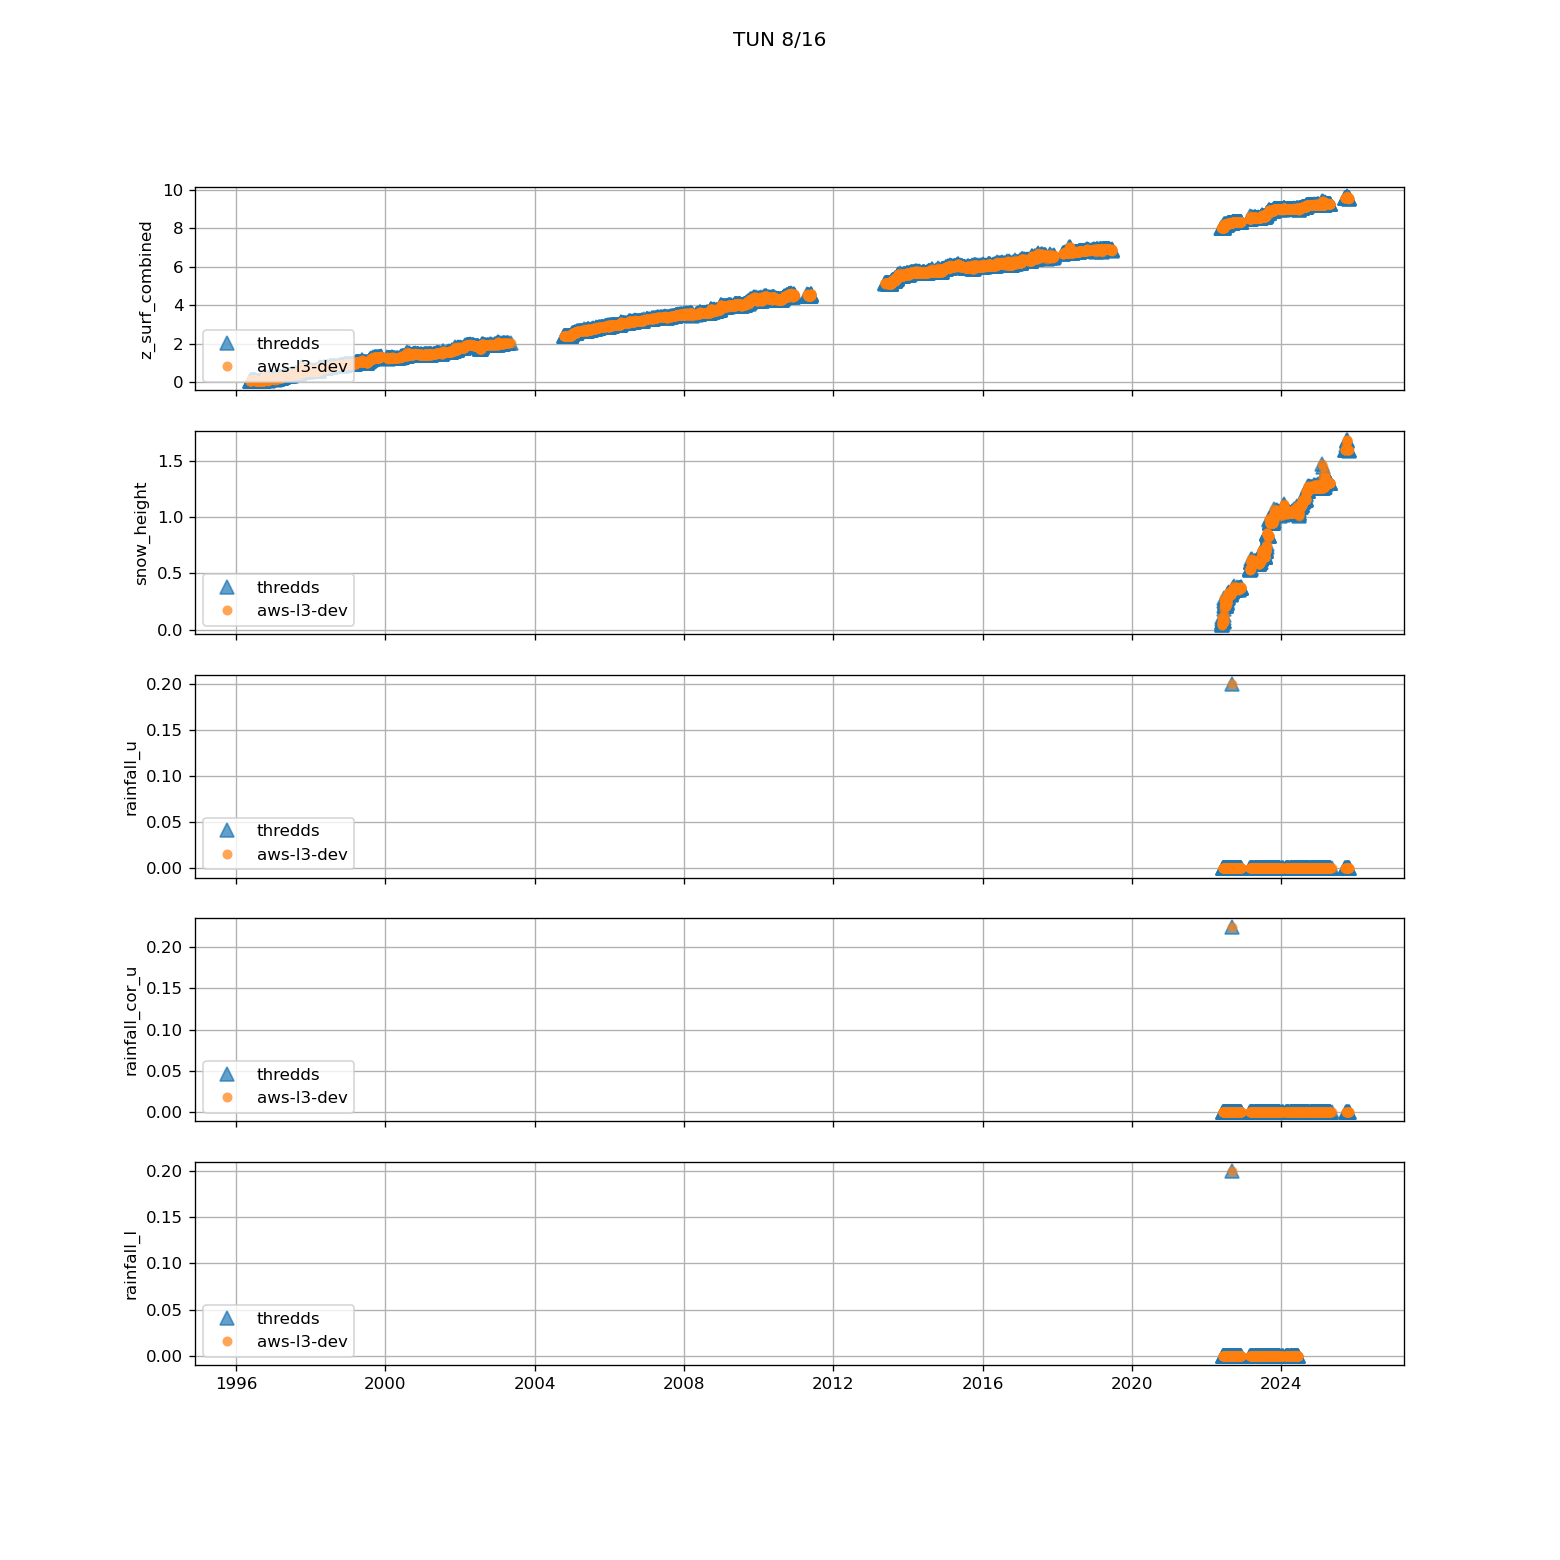 TUN 8/16
z_surf_combined
10
8
6
4
2
0
thredds
aws-l3-dev
snow_height
1.5
1.0
0.5
0.0
thredds
aws-l3-dev
rainfall_u
0.20
0.15
0.10
0.05
0.00
thredds
aws-l3-dev
rainfall_cor_u
0.20
0.15
0.10
0.05
0.00
thredds
aws-l3-dev
rainfall_l
0.20
0.15
0.10
0.05
0.00
thredds
aws-l3-dev
1996 2000 2004 2008 2012 2016 2020 2024